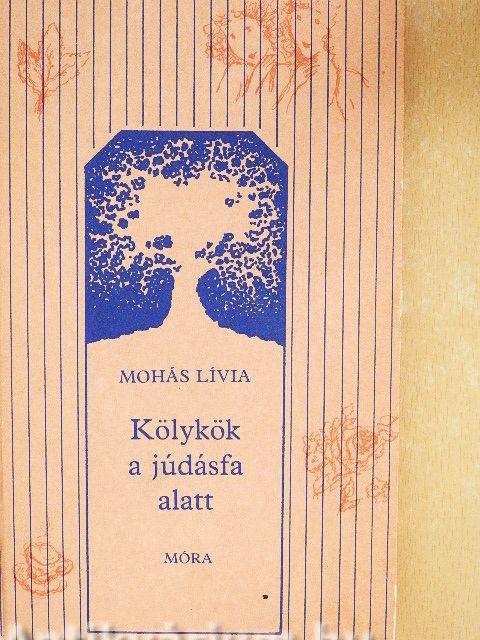 MOHÁS LÍVIA
Kölykök
a júdásfa
alatt
MÓRA